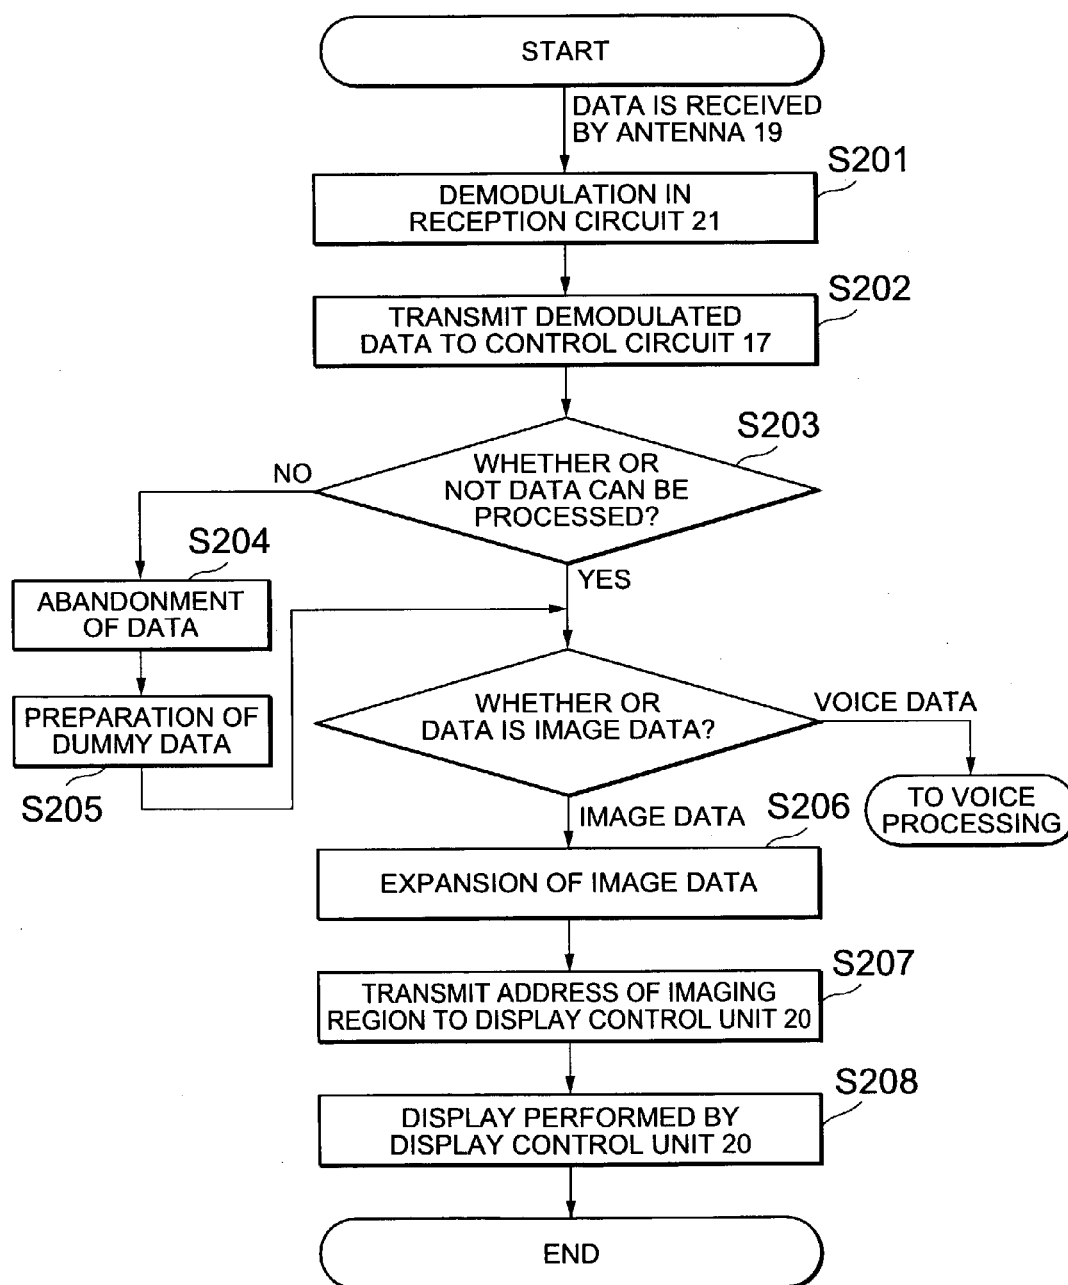 START
DATA IS RECEIVED
BY ANTENNA 19
S201
DEMODULATION IN
RECEPTION CIRCUIT 21
S202
TRANSMIT DEMODULATED
DATA TO CONTROL CIRCUIT 17
S203
WHETHER OR
NOT DATA CAN BE
PROCESSED?
NO
YES
S204
ABANDONMENT
OF DATA
PREPARATION OF
DUMMY DATA
S205
WHETHER OR
DATA IS IMAGE DATA?
VOICE DATA
TO VOICE
PROCESSING
IMAGE DATA
S206
EXPANSION OF IMAGE DATA
S207
TRANSMIT ADDRESS OF IMAGING
REGION TO DISPLAY CONTROL UNIT 20
S208
DISPLAY PERFORMED BY
DISPLAY CONTROL UNIT 20
END